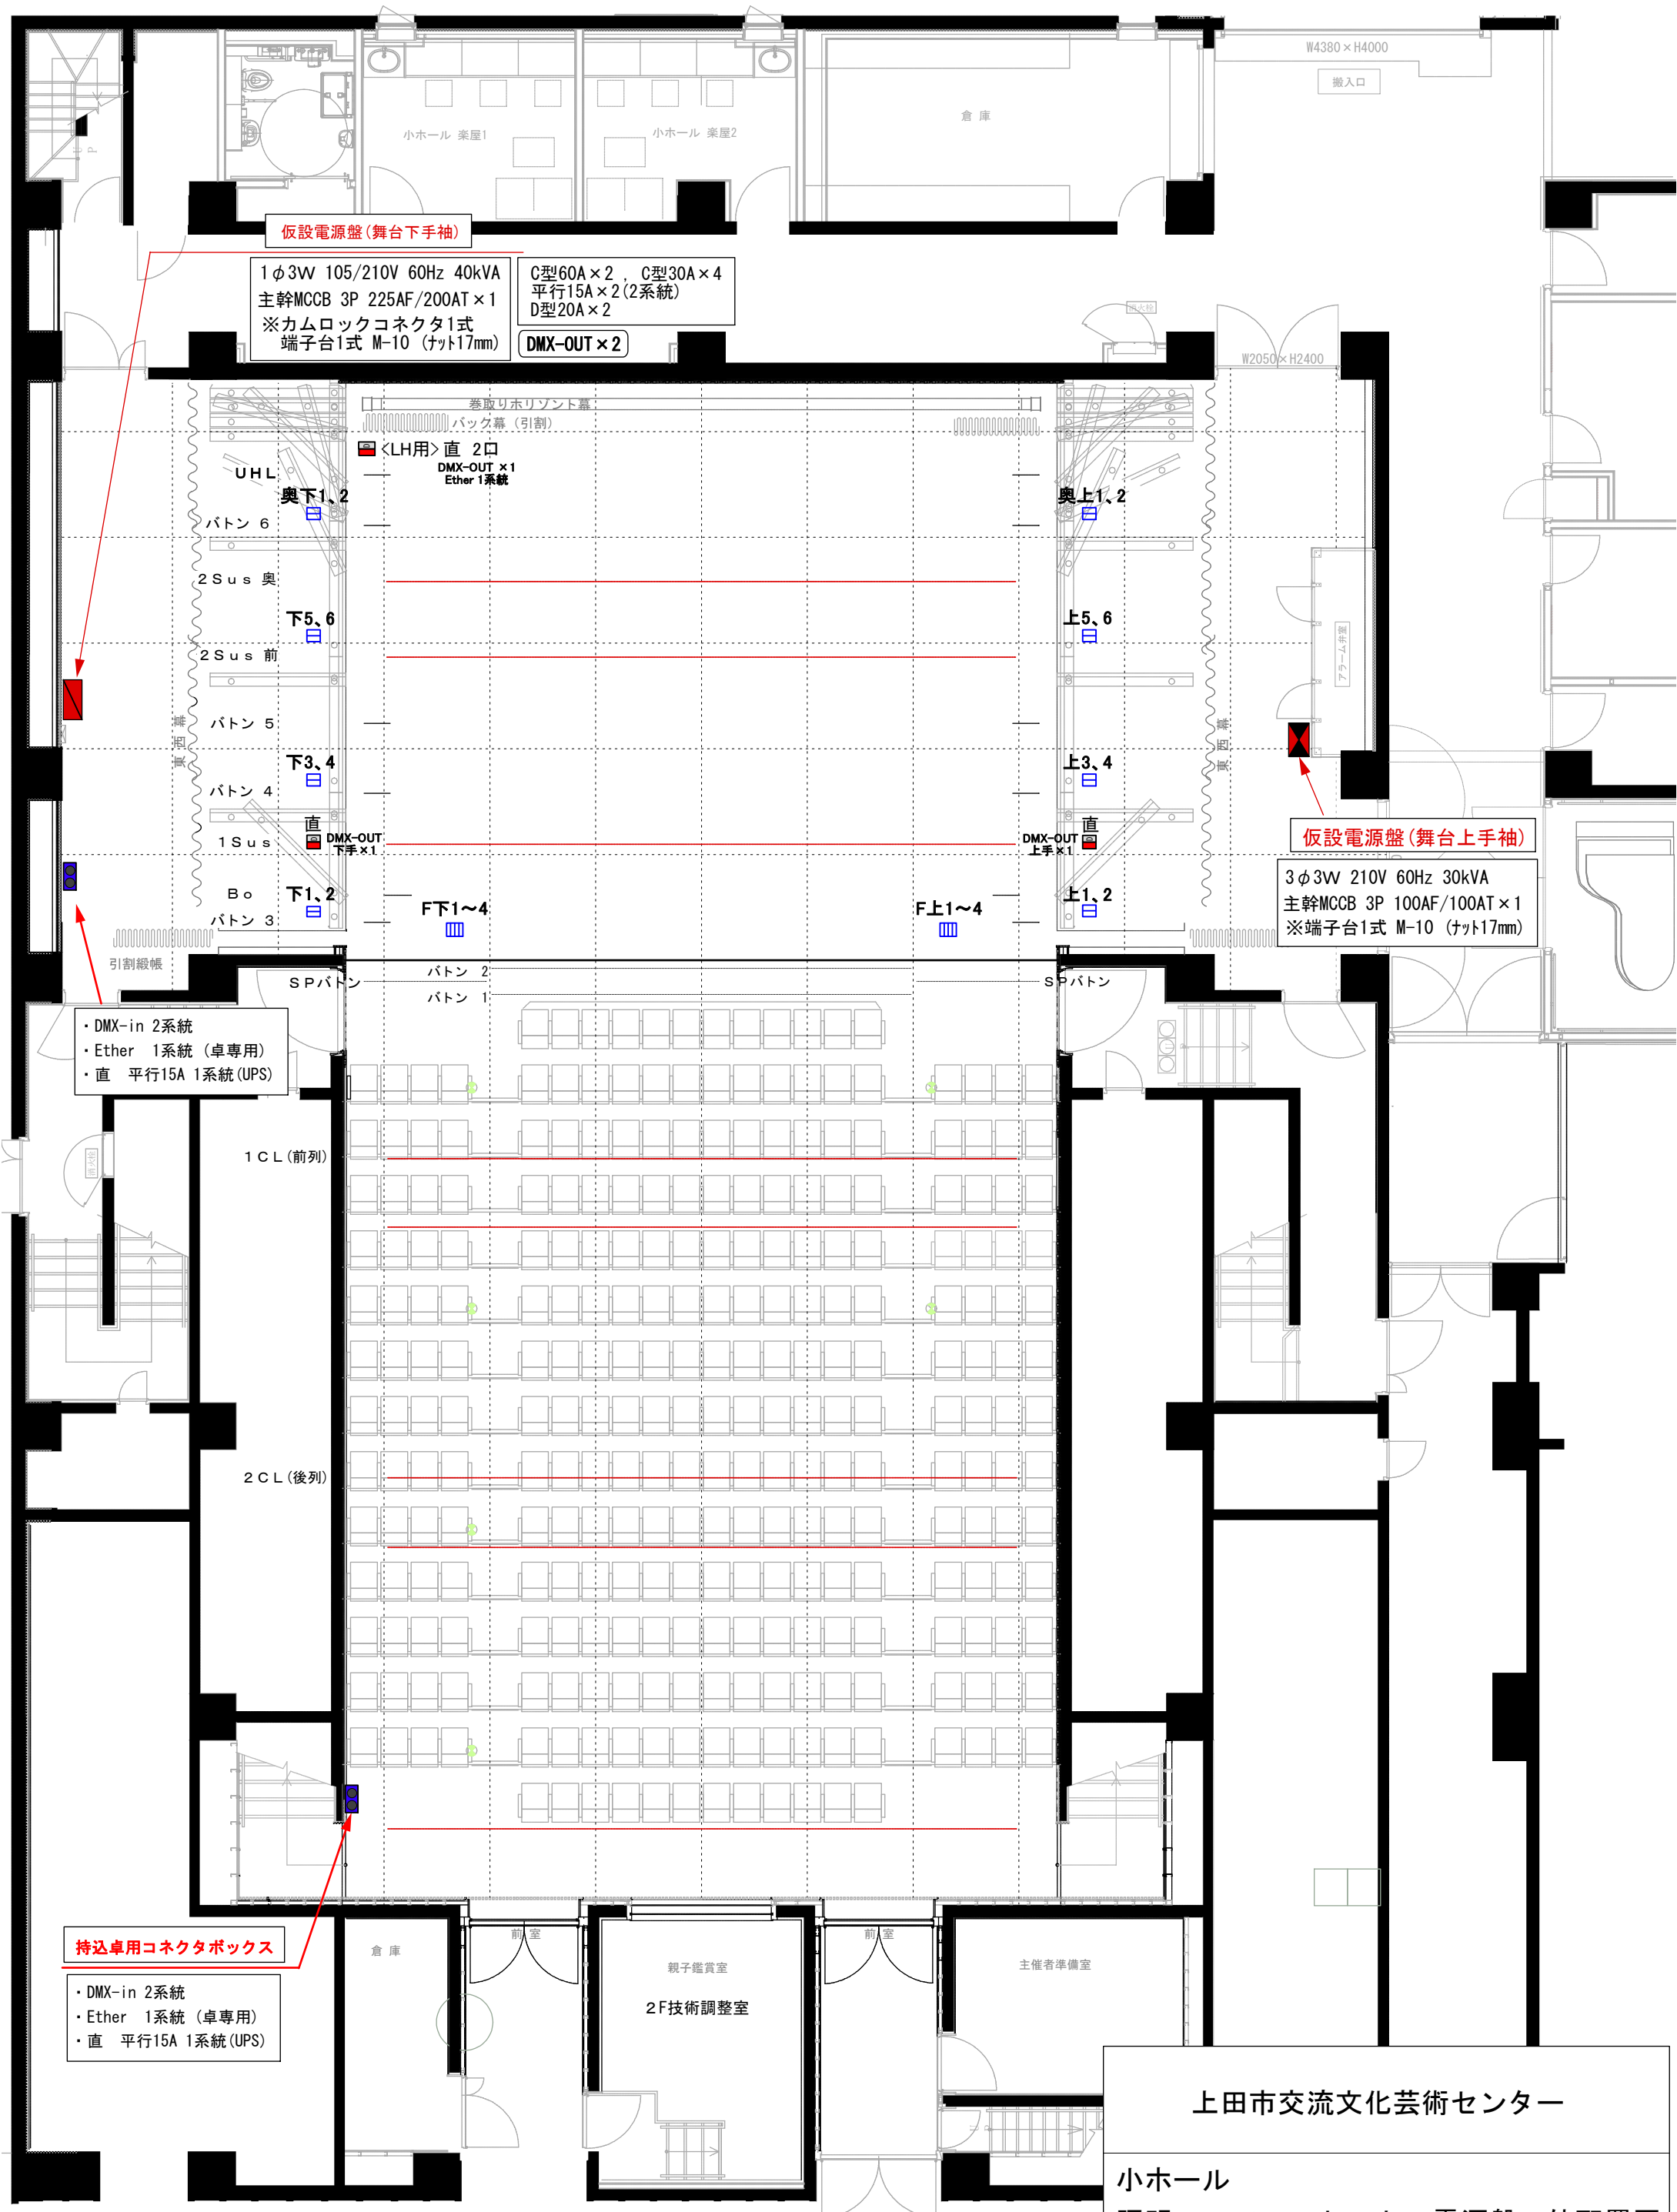 W4380×H4000
搬入口
倉 庫
小ホール 楽屋1
小ホール 楽屋2
UP
仮設電源盤(舞台下手袖)
1φ3W 105/210V 60Hz 40kVA
主幹MCCB 3P 225AF/200AT×1
※カムロックコネクタ1式
端子台1式 M-10 (ﾅｯﾄ17mm)
C型60A×2 , C型30A×4
平行15A×2(2系統)
D型20A×2
DMX-OUT×2
消火栓
W2050×H2400
巻取りホリゾント幕
バック幕 (引割)
<LH用> 直 2口
DMX-OUT ×1
Ether 1系統
UHL
奥下1、2
奥上1、2
バトン 6
2Sus 奥
下5、6
上5、6
2Sus 前
アラーム弁室
バトン 5
東 西 幕
東 西 幕
下3、4
上3、4
バトン 4
直
DMX-OUT
下手×1
直
DMX-OUT
上手×1
1Sus
仮設電源盤(舞台上手袖)
3φ3W 210V 60Hz 30kVA
主幹MCCB 3P 100AF/100AT×1
※端子台1式 M-10 (ﾅｯﾄ17mm)
Bo
下1、2
上1、2
バトン 3
F下1～4
F上1～4
引割緞帳
SPバトン
バトン 2
バトン 1
SPバトン
・DMX-in 2系統
・Ether 1系統 (卓専用)
・直 平行15A 1系統(UPS)
消火栓
1CL(前列)
2CL(後列)
持込卓用コネクタボックス
・DMX-in 2系統
・Ether 1系統 (卓専用)
・直 平行15A 1系統(UPS)
倉 庫
前 室
親子鑑賞室
2F技術調整室
前 室
主催者準備室
上田市交流文化芸術センター
小ホール